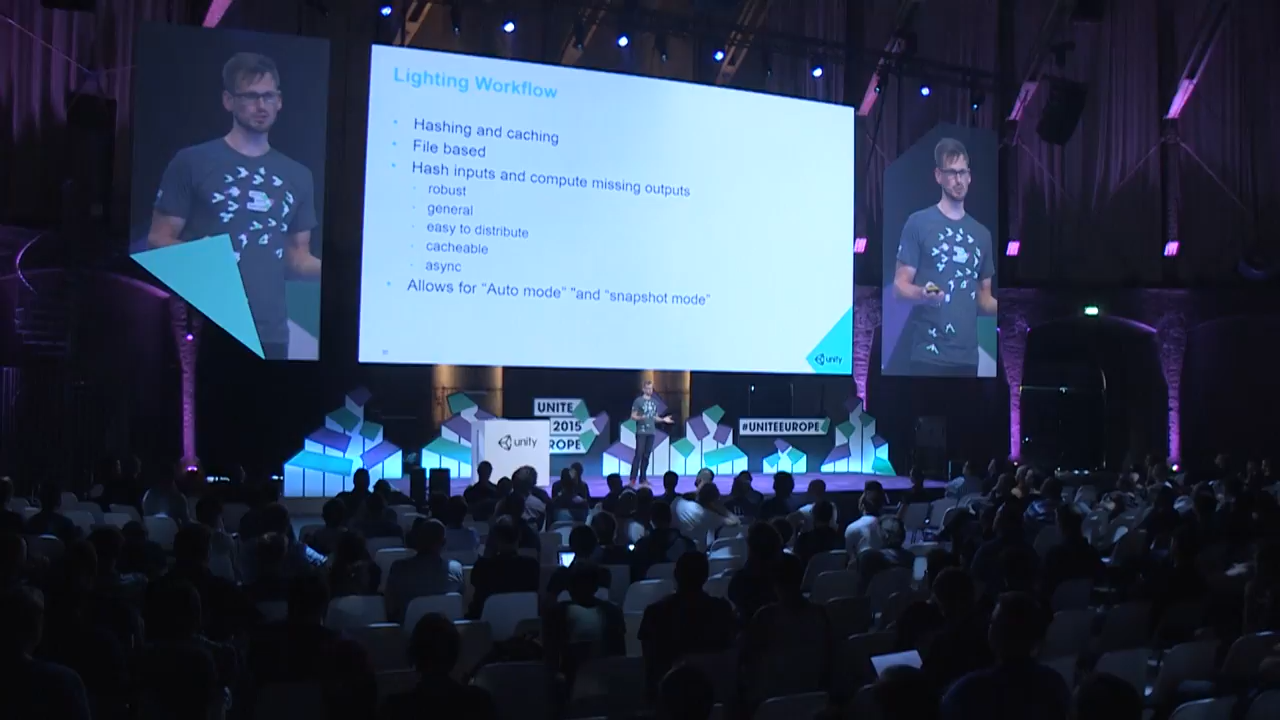 Lighting Workflow
Hashing and caching
File based
Hash inputs and compute missing outputs
robust
general
easy to distribute
cacheable
async
Allows for “Auto mode” "and “snapshot mode”
unity
UNITE
2015
ROPE
#UNITEEUROPE
unity